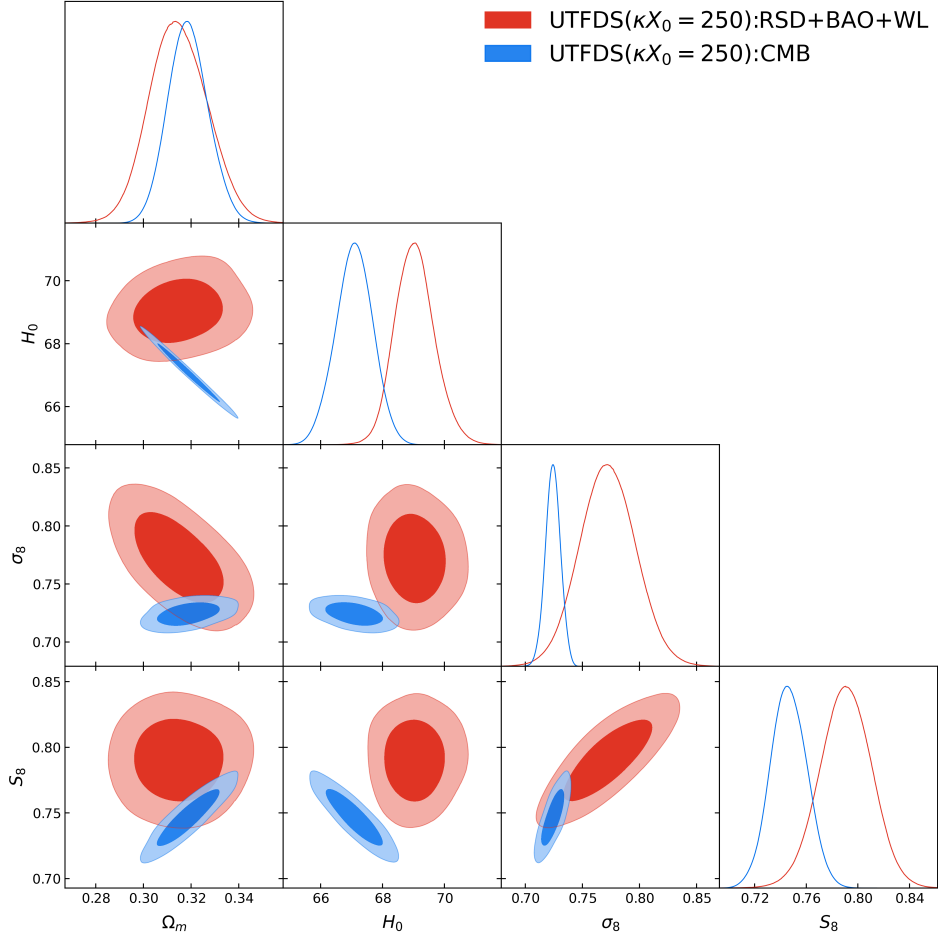 UTFDS(κX₀ = 250):RSD+BAO+WL
UTFDS(κX₀ = 250):CMB
70
68
66
H₀
0.85
0.80
0.75
0.70
σ₈
0.85
0.80
0.75
0.70
S₈
0.28 0.30 0.32 0.34
66 68 70
0.70 0.75 0.80 0.85
0.72 0.76 0.80 0.84
Ωₘ
H₀
σ₈
S₈